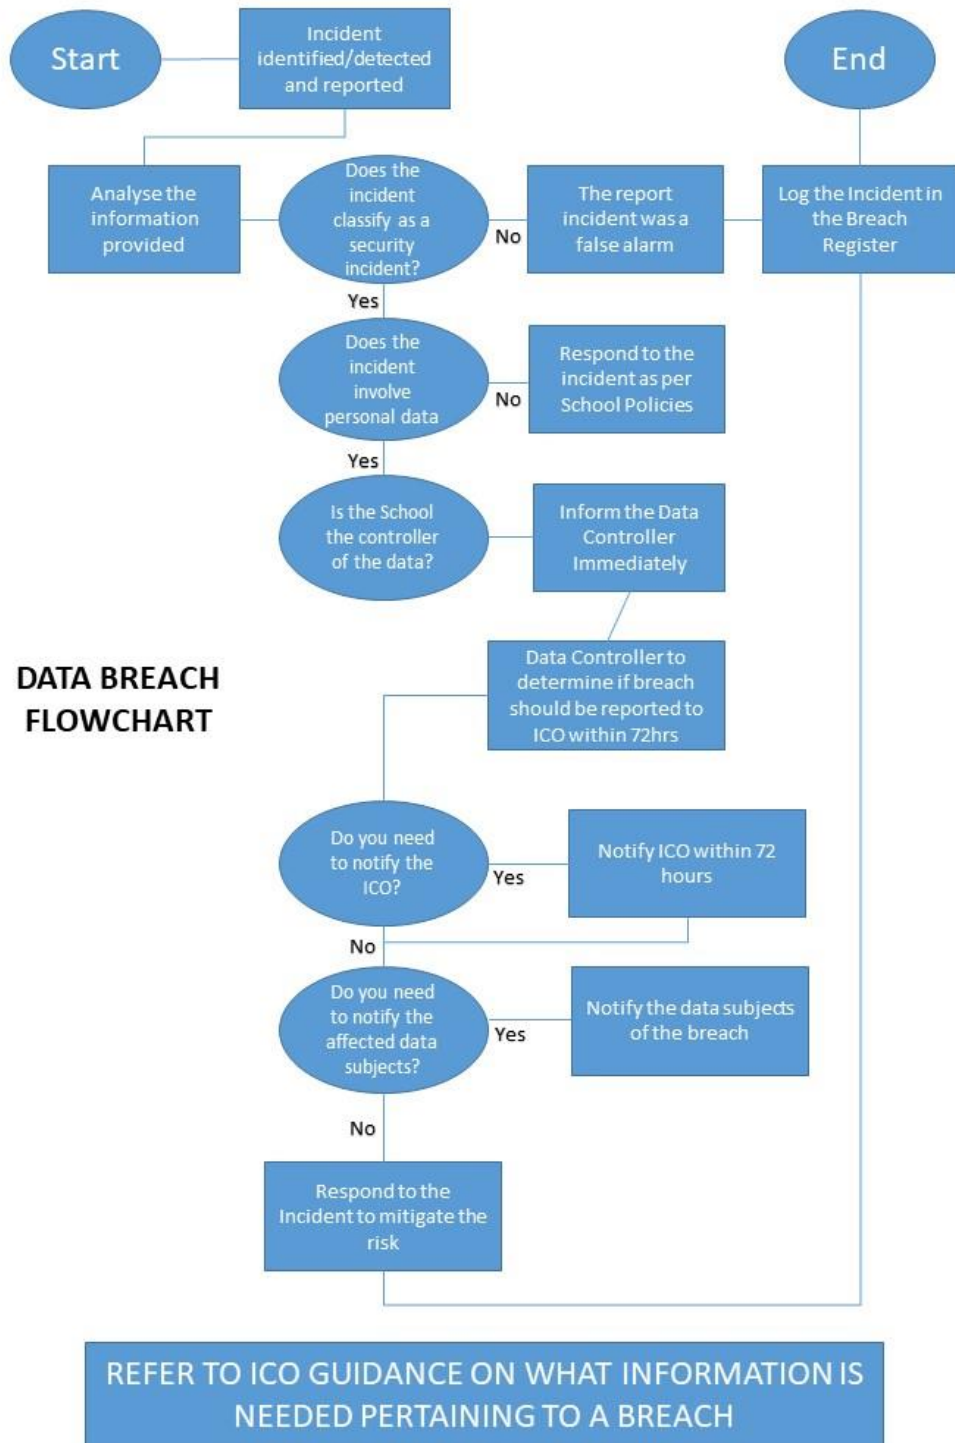 Start
Incident
identified/detected
and reported
End
Analyse the
information
provided
Does the
incident
classify as a
security
incident?
No
The report
incident was a
false alarm
Log the Incident in
the Breach
Register
Yes
Does the
incident
involve
personal data
No
Respond to the
incident as per
School Policies
Yes
Is the School
the controller
of the data?
Inform the Data
Controller
Immediately
DATA BREACH
FLOWCHART
Data Controller to
determine if breach
should be reported to
ICO within 72hrs
Do you need
to notify the
ICO?
Yes
Notify ICO within 72
hours
No
Do you need
to notify the
affected data
subjects?
Yes
Notify the data subjects
of the breach
No
Respond to the
Incident to mitigate the
risk
REFER TO ICO GUIDANCE ON WHAT INFORMATION IS
NEEDED PERTAINING TO A BREACH